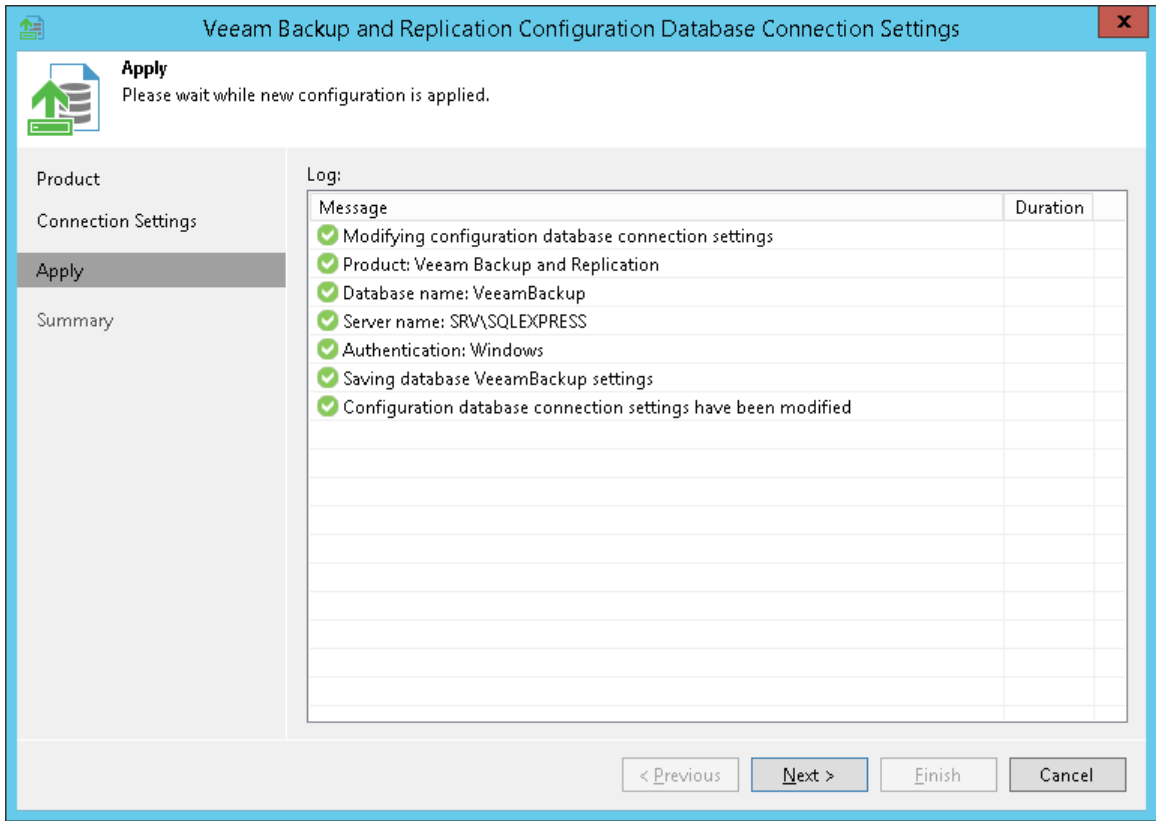 Veeam Backup and Replication Configuration Database Connection Settings
x
Apply
Please wait while new configuration is applied.
Product
Connection Settings
Apply
Summary
Log:
Message Duration
Modifying configuration database connection settings
Product: Veeam Backup and Replication
Database name: VeeamBackup
Server name: SRV\SQLEXPRESS
Authentication: Windows
Saving database VeeamBackup settings
Configuration database connection settings have been modified
< Previous Next > Finish Cancel